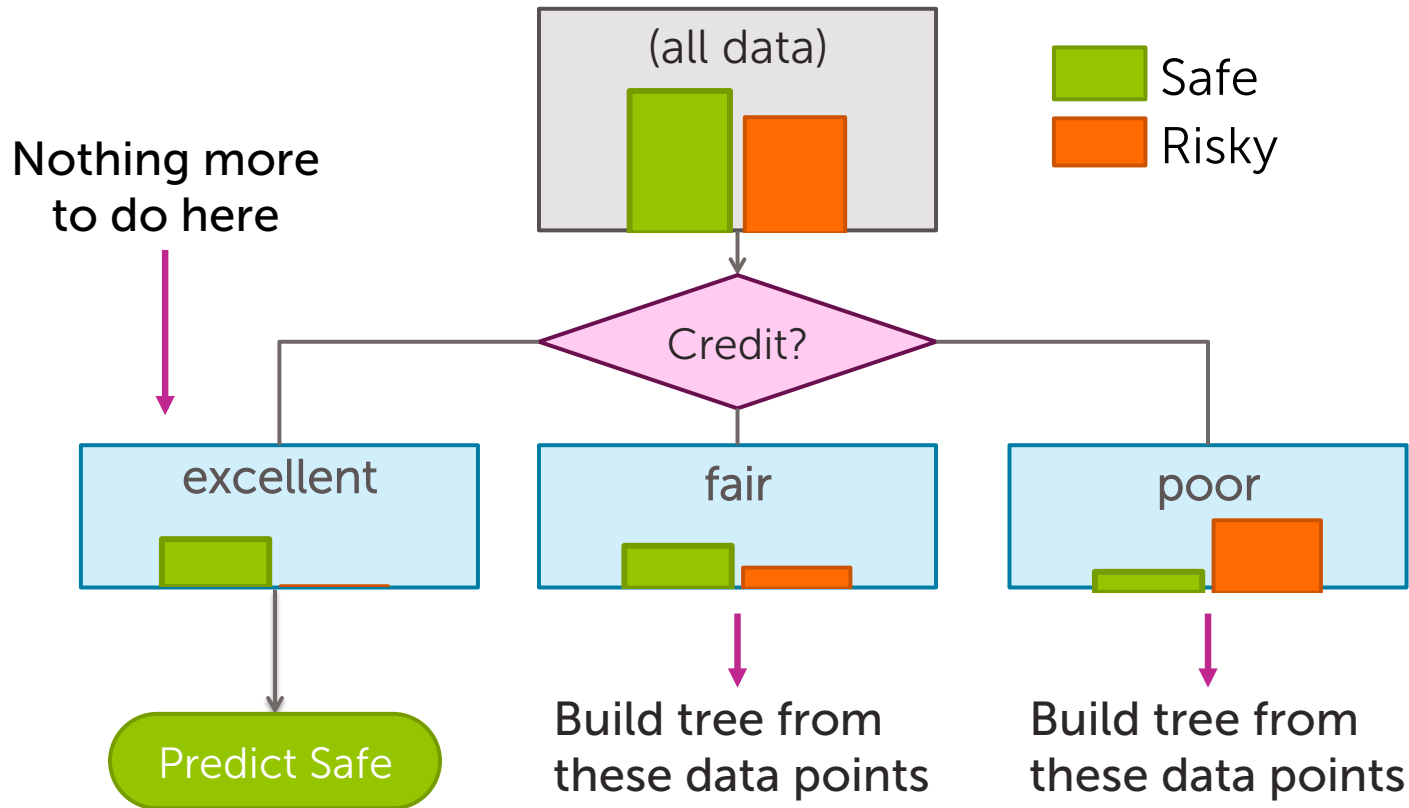 (all data)
Safe
Risky
Nothing more
to do here
Credit?
excellent
fair
poor
Predict Safe
Build tree from
these data points
Build tree from
these data points